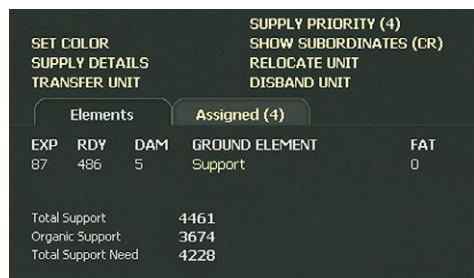 SUPPLY PRIORITY (4)
SET COLOR SHOW SUBORDINATES (CR)
SUPPLY DETAILS RELOCATE UNIT
TRANSFER UNIT DISBAND UNIT
Elements Assigned (4)
EXP RDY DAM GROUND ELEMENT FAT
87 486 5 Support 0
Total Support 4461
Organic Support 3674
Total Support Need 4228